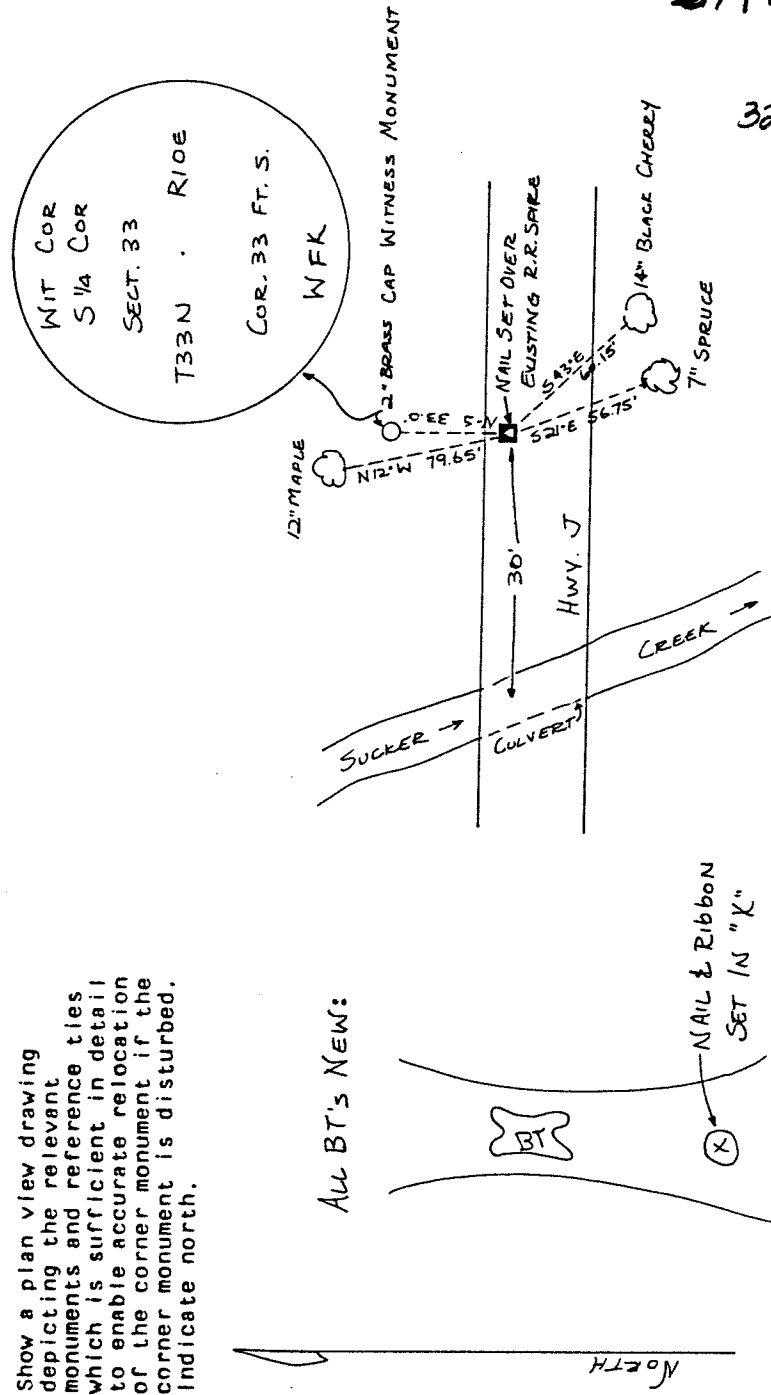 Show a plan view drawing
depicting the relevant
monuments and reference ties
which is sufficient in detail
to enable accurate relocation
of the corner monument if the
corner monument is disturbed.
Indicate north.
NORTH
ALL BT's NEW:
BT
X
NAIL & RIBBON
SET IN "X"
WIT COR
S 1/4 COR
SECT. 33
T33N . R10E
COR. 33 FT. S.
WFK
2" BRASS CAP WITNESS MONUMENT
12" MAPLE
N12°W 79.65'
N-S 33.0'
NAIL SET OVER
EXISTING R.R. SPIKE
S43°E
14" BLACK CHERRY
S21°E 56.75'
7" SPRUCE
30'
HWY. J
SUCKER →
CREEK →
CULVERT
32